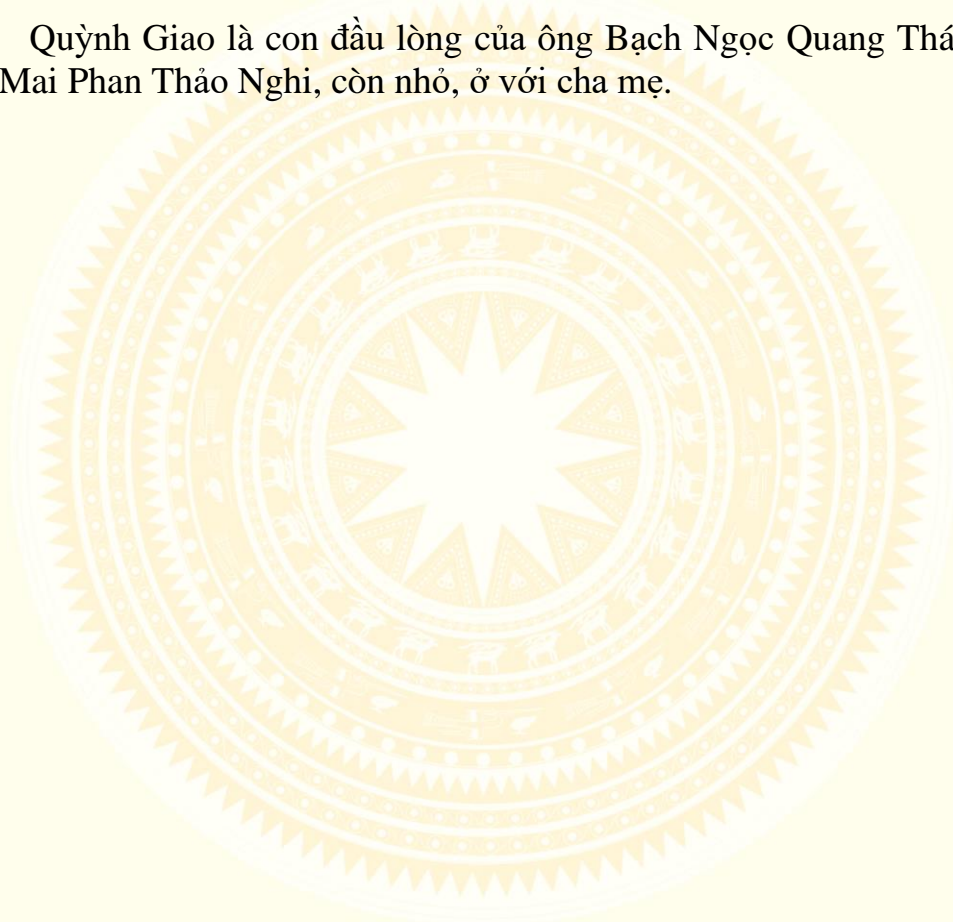 Quỳnh Giao là con đầu lòng của ông Bạch Ngọc Quang
Mai Phan Thảo Nghi, còn nhỏ, ở với cha mẹ.